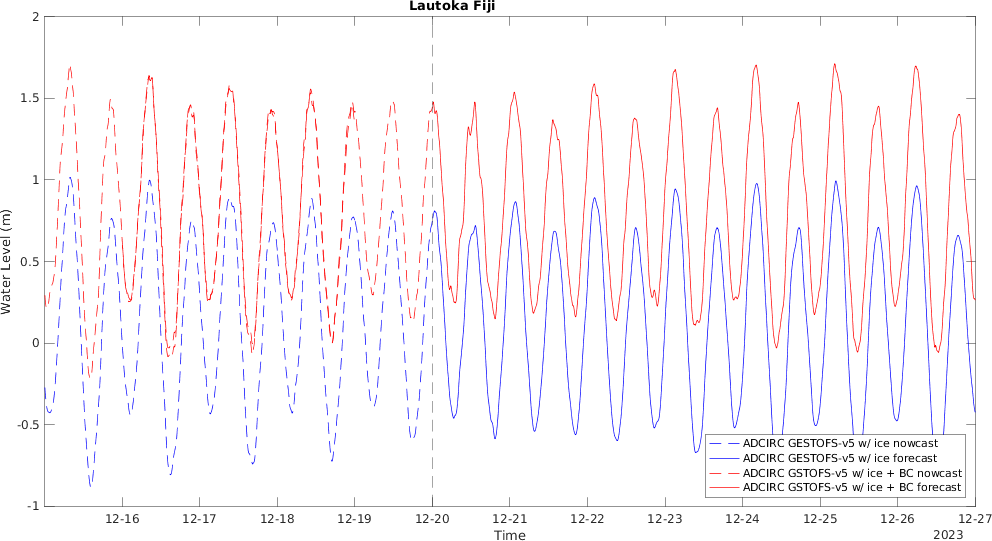 Lautoka Fiji
2
1.5
1
0.5
0
-0.5
-1
Water Level (m)
12-16
12-17
12-18
12-19
12-20
12-21
12-22
12-23
12-24
12-25
12-26
12-27
Time
2023
ADCIRC GESTOFS-v5 w/ ice nowcast
ADCIRC GESTOFS-v5 w/ ice forecast
ADCIRC GSTOFS-v5 w/ ice + BC nowcast
ADCIRC GSTOFS-v5 w/ ice + BC forecast